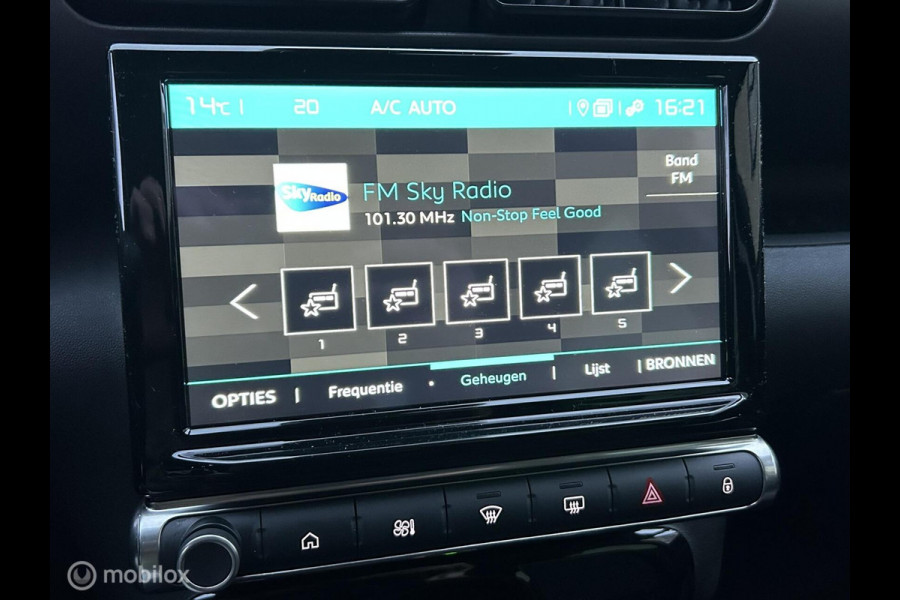 14°C 20 A/C AUTO 16:21
Band
FM
Sky Radio
FM Sky Radio
101.30 MHz Non-Stop Feel Good
1 2 3 4 5
OPTIES Frequentie Geheugen Lijst BRONNEN
mobilox